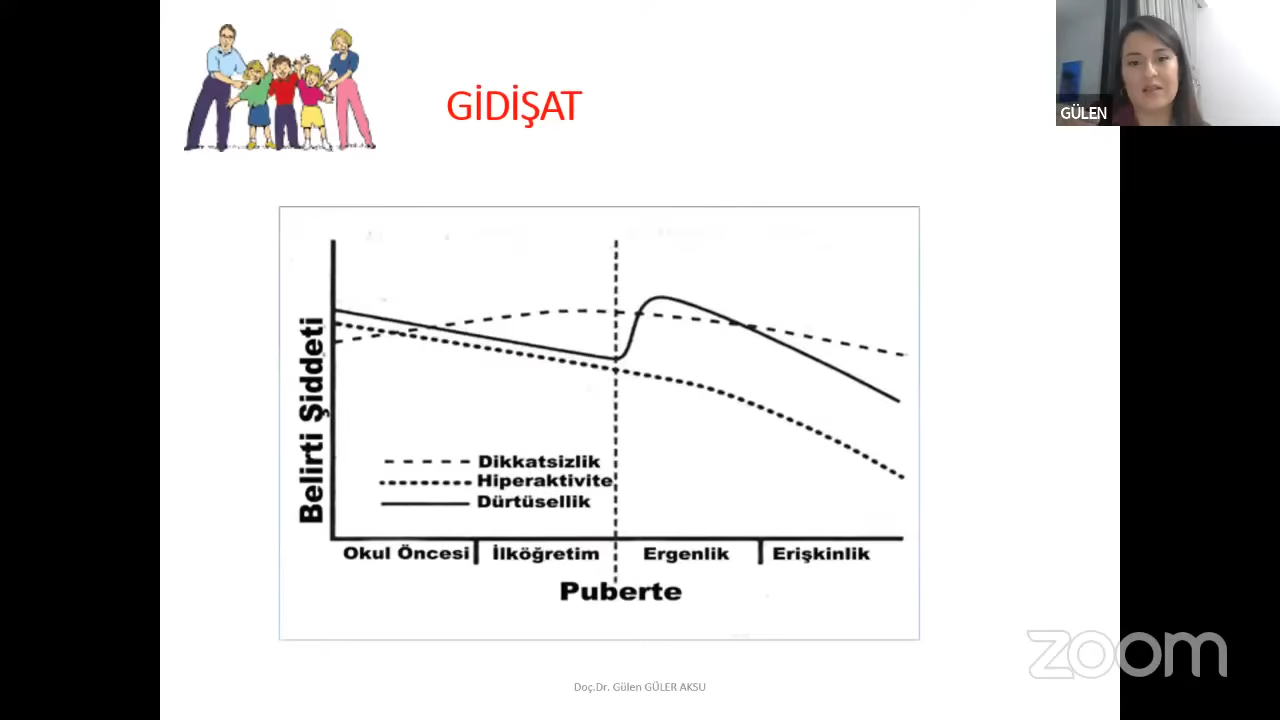 GİDİŞAT
GÜLEN
Belirti Şiddeti
Dikkatsizlik
Hiperaktivite
Dürtüsellik
Okul Öncesi
İlköğretim
Ergenlik
Erişkinlik
Puberte
zoom
Doç.Dr. Gülen GÜLER AKSU